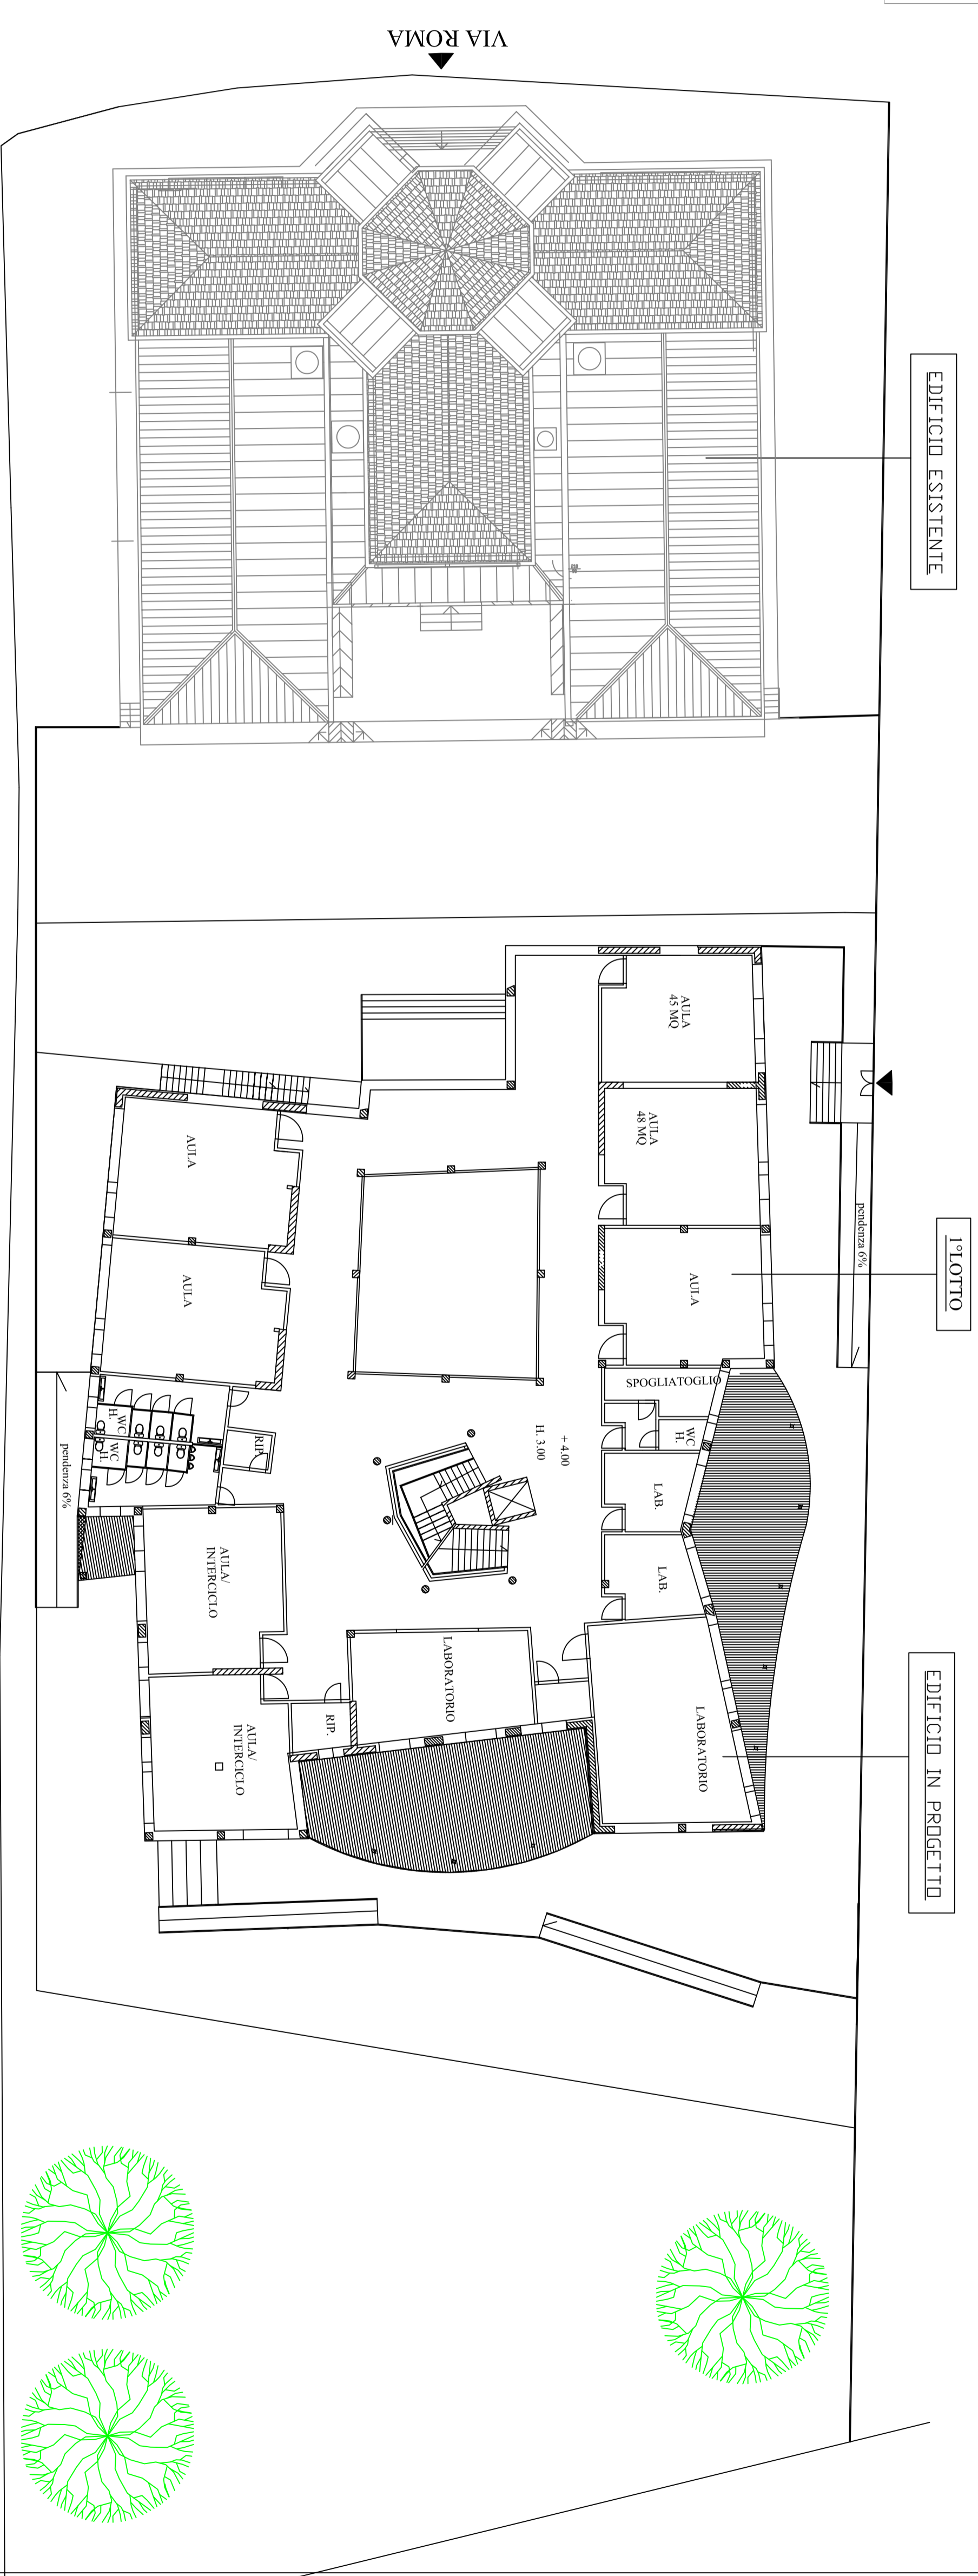 VIA ROMA
EDIFICIO ESISTENTE
AULA
45 MQ
AULA
48 MQ
pendenza 6%
1°LOTTO
AULA
AULA
AULA
SPOGLIATOGLIO
WC
H.
WC
H.
WC
H.
RIP.
+ 4.00
H. 3.00
LAB.
LAB.
pendenza 6%
AULA/
INTERCICLO
LABORATORIO
LABORATORIO
RIP.
AULA/
INTERCICLO
EDIFICIO IN PROGETTO